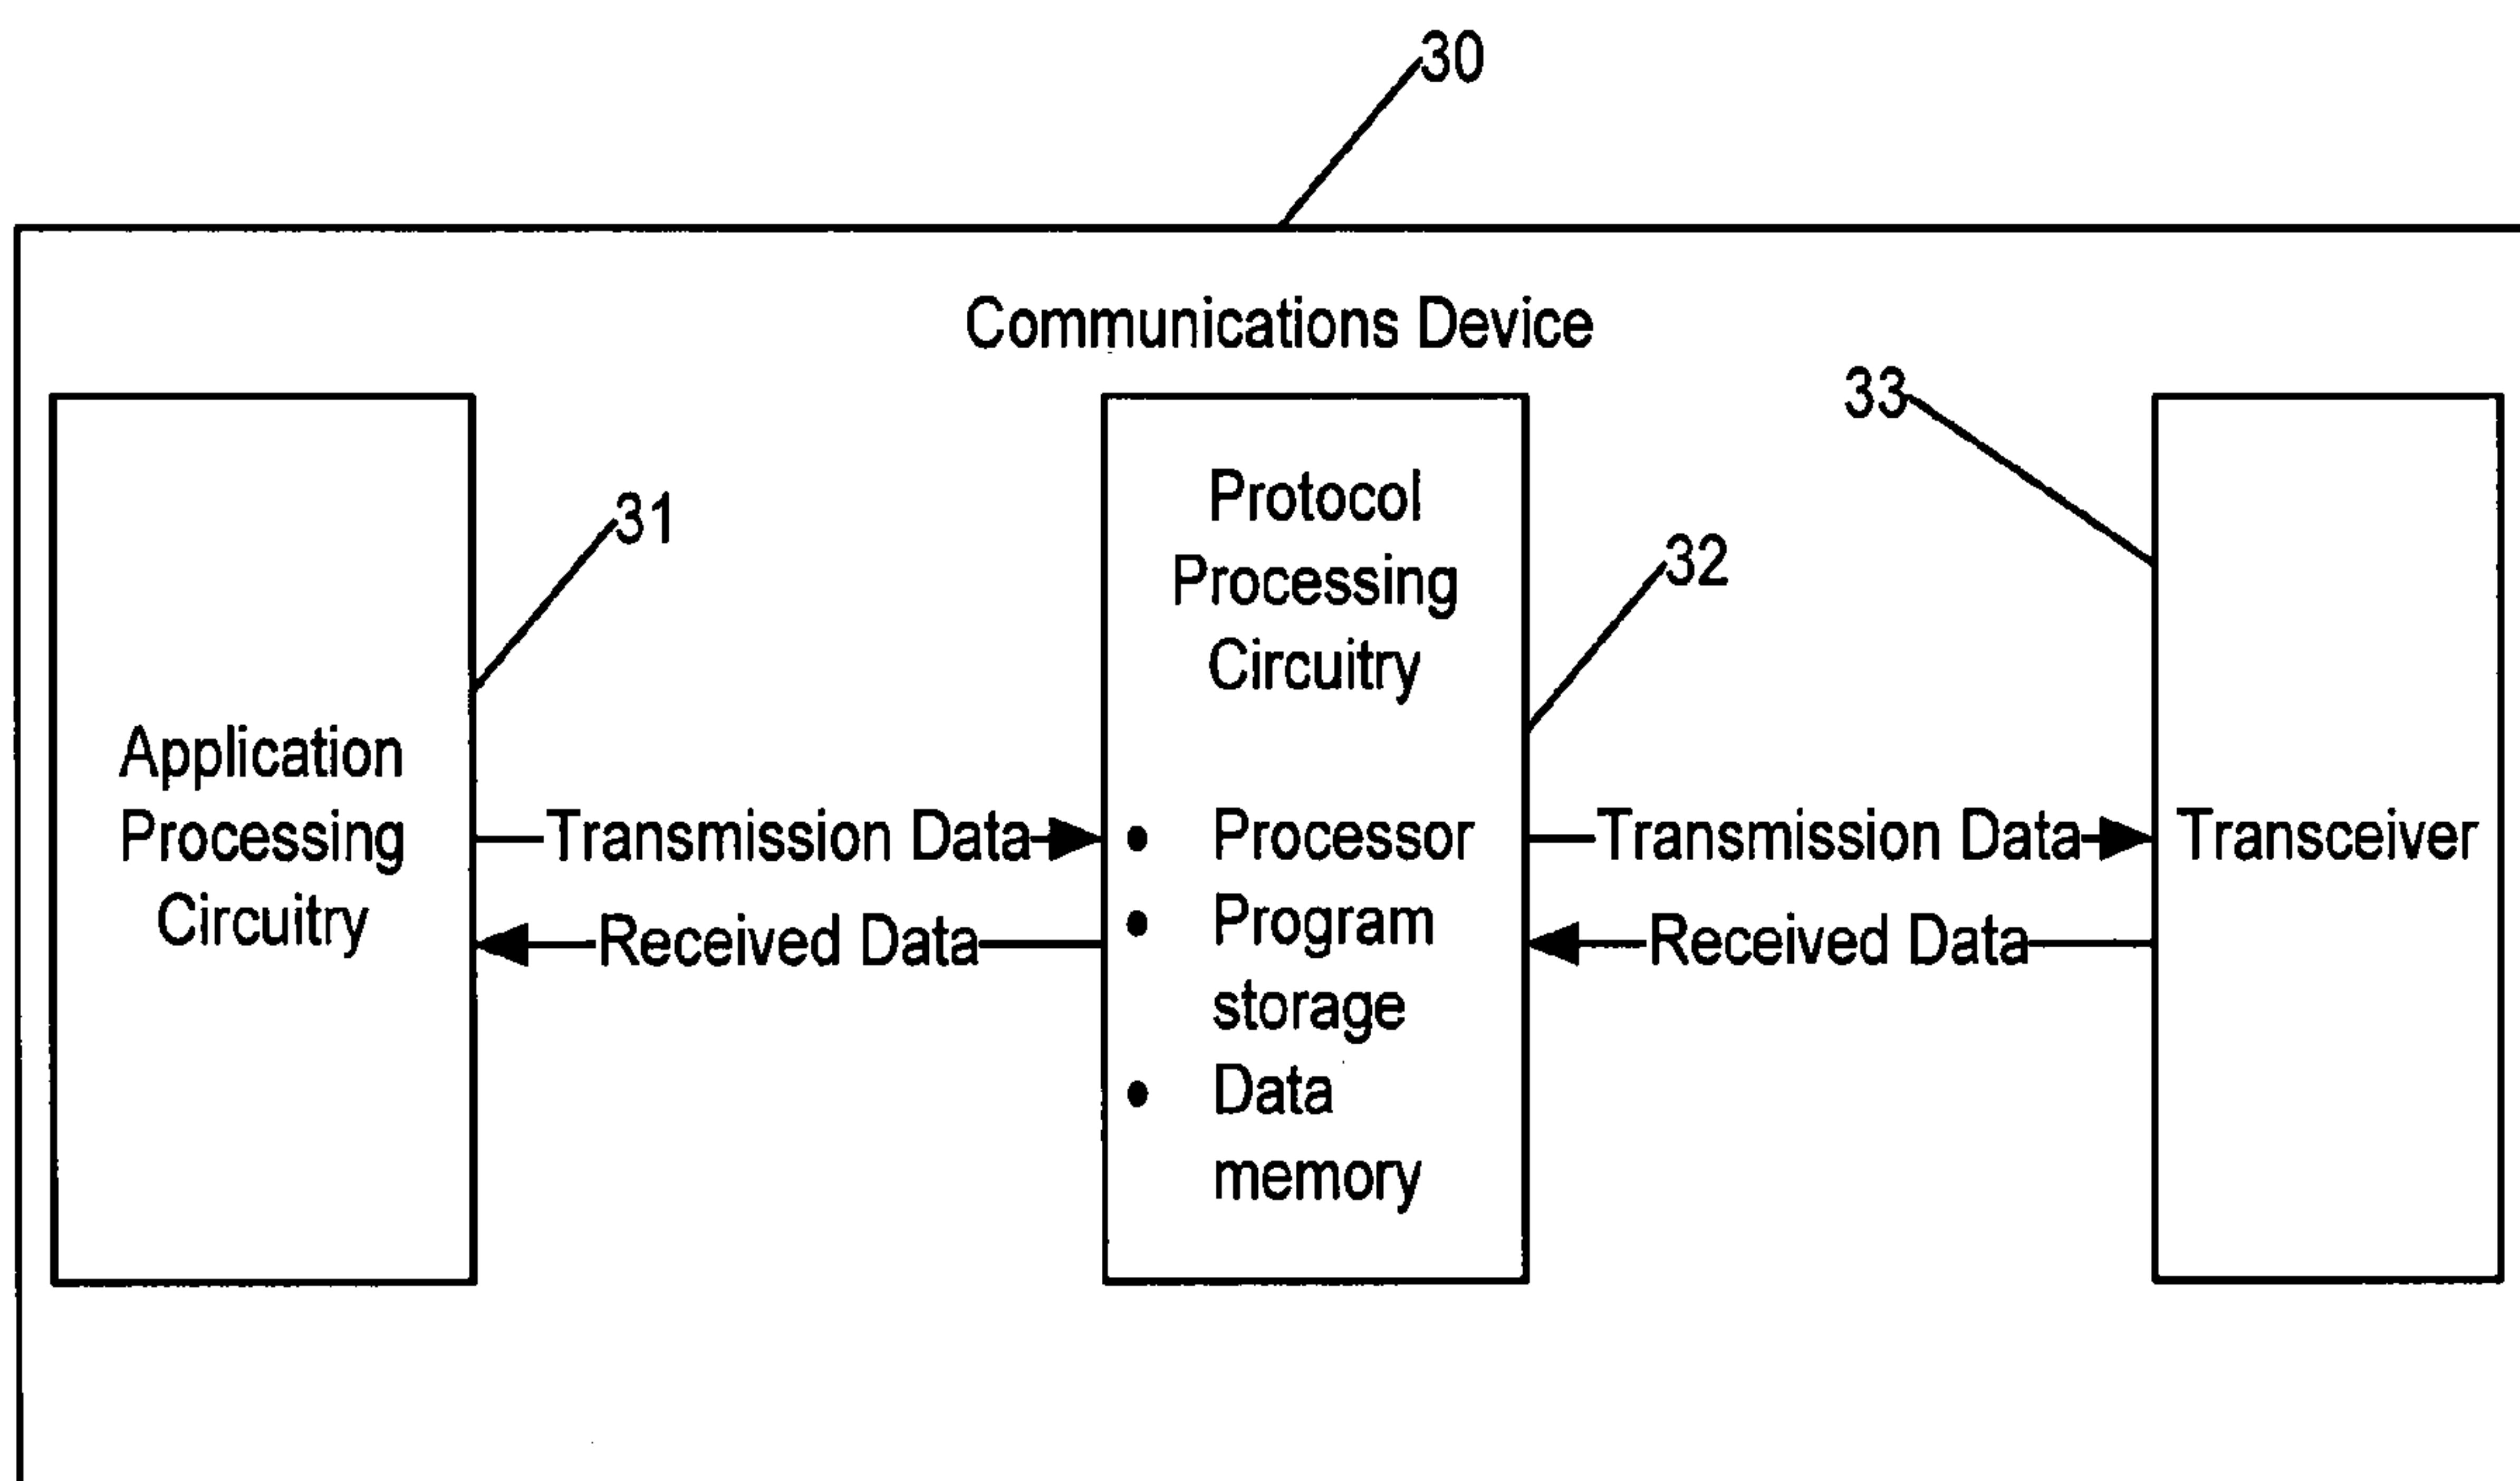 30
Communications Device
33
31
32
Application
Processing
Circuitry
Transmission Data
Received Data
Protocol
Processing
Circuitry
• Processor
• Program
storage
• Data
memory
Transmission Data
Received Data
Transceiver